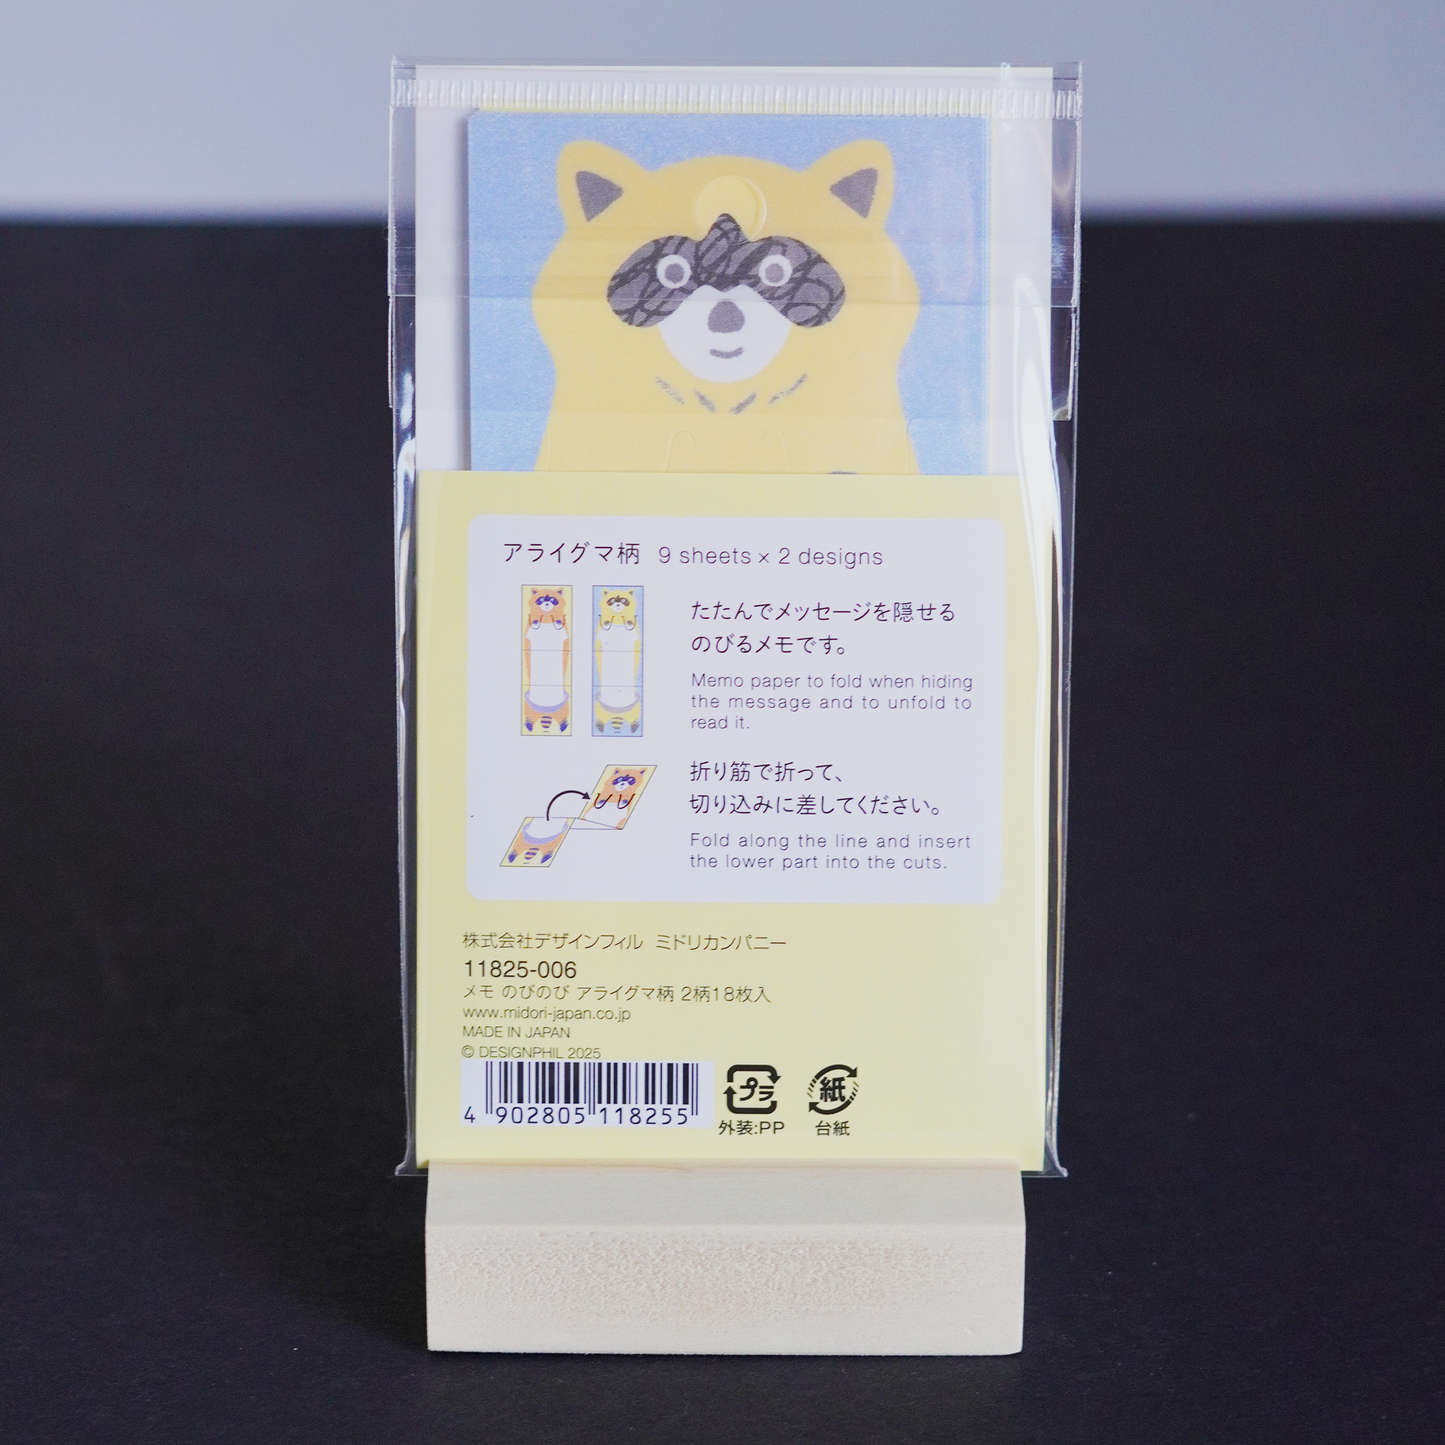 アライグマ柄 9 sheets × 2 designs
たたんでメッセージを隠せる
のびるメモです。
Memo paper to fold when hiding
the message and to unfold to
read it.
折り筋で折って、
切り込みに差してください。
Fold along the line and insert
the lower part into the cuts.
株式会社デザインフィル ミドリカンパニー
11825-006
メモ のびのび アライグマ柄 2柄18枚入
www.midori-japan.co.jp
MADE IN JAPAN
© DESIGNPHIL 2025
4 902805 118255
プラ 紙
外装:PP 台紙